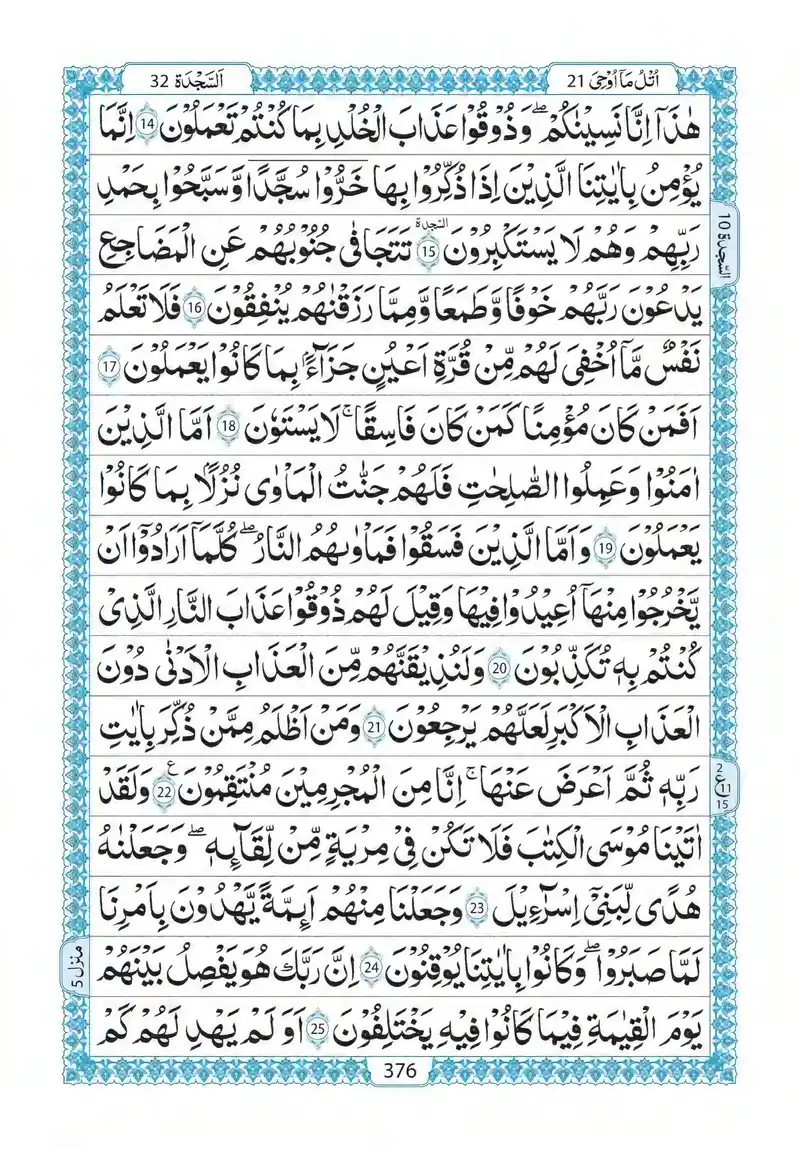 اُتْلُ مَآ اُوْحِیَ 21
اَلسَّجْدَة 32
هٰذَا ۚ اِنَّا نَسِیْنٰكُمْ ۖ وَ ذُوْقُوْا عَذَابَ الْخُلْدِ بِمَا كُنْتُمْ تَعْمَلُوْنَ 14 اِنَّمَا
یُؤْمِنُ بِاٰیٰتِنَا الَّذِیْنَ اِذَا ذُكِّرُوْا بِهَا خَرُّوْا سُجَّدًا وَّ سَبَّحُوْا بِحَمْدِ
رَبِّهِمْ وَ هُمْ لَا یَسْتَكْبِرُوْنَ السجدة 15 تَتَجَافٰی جُنُوْبُهُمْ عَنِ الْمَضَاجِعِ
السجدة 10
یَدْعُوْنَ رَبَّهُمْ خَوْفًا وَّ طَمَعًا وَّ مِمَّا رَزَقْنٰهُمْ یُنْفِقُوْنَ 16 فَلَا تَعْلَمُ
نَفْسٌ مَّاۤ اُخْفِیَ لَهُمْ مِّنْ قُرَّةِ اَعْیُنٍ جَزَآءًۢ بِمَا كَانُوْا یَعْمَلُوْنَ 17
اَفَمَنْ كَانَ مُؤْمِنًا كَمَنْ كَانَ فَاسِقًا ۚ لَا یَسْتَوٗنَ 18 اَمَّا الَّذِیْنَ
اٰمَنُوْا وَ عَمِلُوا الصّٰلِحٰتِ فَلَهُمْ جَنّٰتُ الْمَاْوٰی نُزُلًۢا بِمَا كَانُوْا
یَعْمَلُوْنَ 19 وَ اَمَّا الَّذِیْنَ فَسَقُوْا فَمَاْوٰىهُمُ النَّارُ ۖ كُلَّمَاۤ اَرَادُوْۤا اَنْ
یَّخْرُجُوْا مِنْهَاۤ اُعِیْدُوْا فِیْهَا وَ قِیْلَ لَهُمْ ذُوْقُوْا عَذَابَ النَّارِ الَّذِیْ
كُنْتُمْ بِهٖ تُكَذِّبُوْنَ 20 وَ لَنُذِیْقَنَّهُمْ مِّنَ الْعَذَابِ الْاَدْنٰی دُوْنَ
الْعَذَابِ الْاَكْبَرِ لَعَلَّهُمْ یَرْجِعُوْنَ 21 وَ مَنْ اَظْلَمُ مِمَّنْ ذُكِّرَ بِاٰیٰتِ
رَبِّهٖ ثُمَّ اَعْرَضَ عَنْهَا ۚ اِنَّا مِنَ الْمُجْرِمِیْنَ مُنْتَقِمُوْنَ ع 22 وَ لَقَدْ
2 ع 11 15
اٰتَیْنَا مُوْسَی الْكِتٰبَ فَلَا تَكُنْ فِیْ مِرْیَةٍ مِّنْ لِّقَآئِهٖ ۖ وَ جَعَلْنٰهُ
هُدًی لِّبَنِیْۤ اِسْرَآءِیْلَ 23 وَ جَعَلْنَا مِنْهُمْ اَىِٕمَّةً یَّهْدُوْنَ بِاَمْرِنَا
لَمَّا صَبَرُوْا ۖ وَ كَانُوْا بِاٰیٰتِنَا یُوْقِنُوْنَ 24 اِنَّ رَبَّكَ هُوَ یَفْصِلُ بَیْنَهُمْ
منزل 5
یَوْمَ الْقِیٰمَةِ فِیْمَا كَانُوْا فِیْهِ یَخْتَلِفُوْنَ 25 اَوَ لَمْ یَهْدِ لَهُمْ كَمْ
376